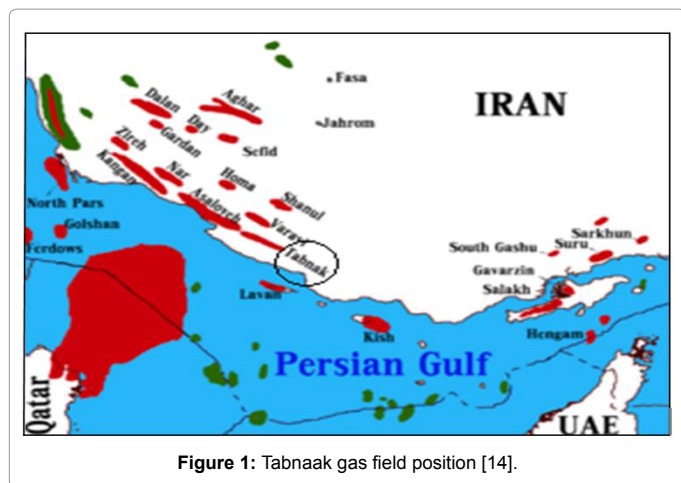 Fasa
IRAN
Dalan
Aghar
Day
Gardan
Jahrom
Zireh
Sefid
Kangan
Nar
Homa
Shanul
North Pars
Asaloyeh
Golshan
Varavi
Ferdows
Tabnak
Sarkhun
South Gashu
Suru
Gavarzin
Salakh
Lavan
Kish
Hengam
Persian Gulf
Qatar
UAE
Figure 1: Tabnaak gas field position [14].